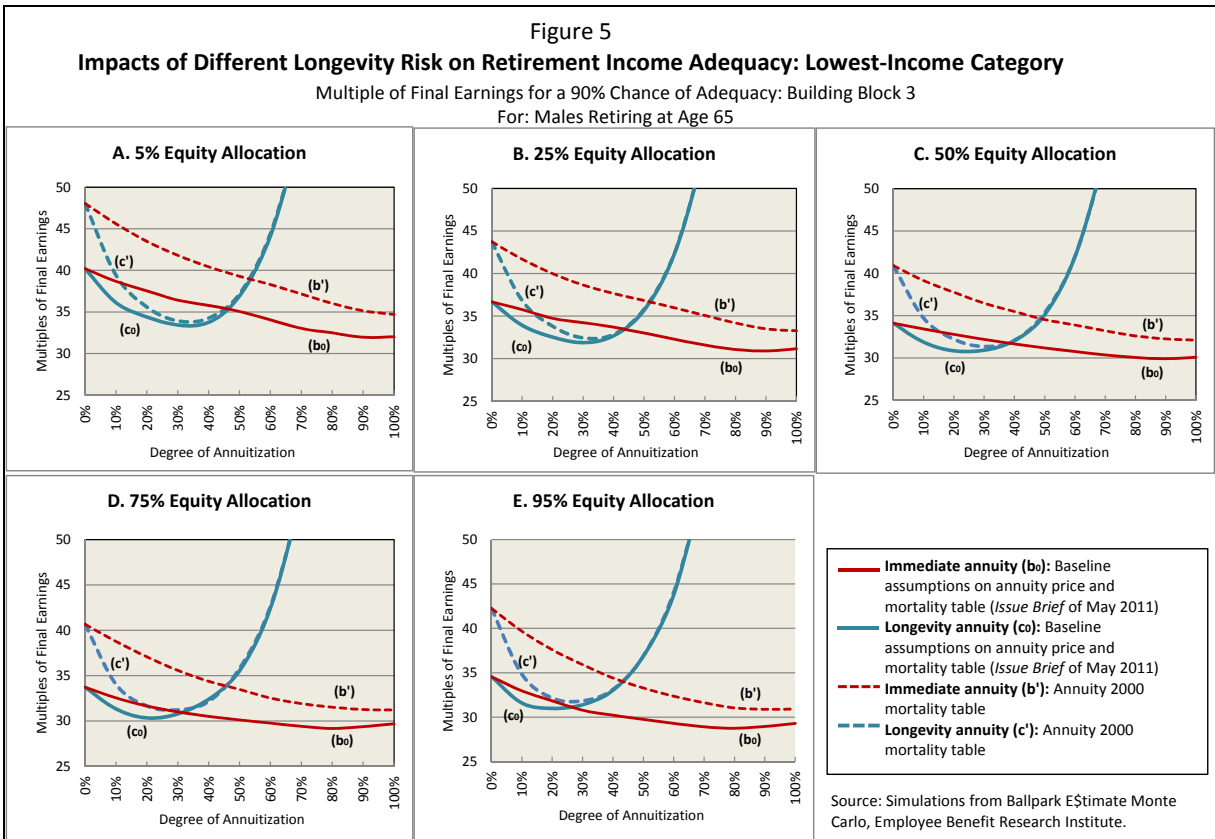 Figure 5
Impacts of Different Longevity Risk on Retirement Income Adequacy: Lowest-Income Category
Multiple of Final Earnings for a 90% Chance of Adequacy: Building Block 3
For: Males Retiring at Age 65
A. 5% Equity Allocation
50
45
40
35
30
25
Multiples of Final Earnings
(c')
(b')
(c₀)
(b₀)
0% 10% 20% 30% 40% 50% 60% 70% 80% 90% 100%
Degree of Annuitization
B. 25% Equity Allocation
50
45
40
35
30
25
Multiples of Final Earnings
(c')
(b')
(c₀)
(b₀)
0% 10% 20% 30% 40% 50% 60% 70% 80% 90% 100%
Degree of Annuitization
C. 50% Equity Allocation
50
45
40
35
30
25
Multiples of Final Earnings
(c')
(b')
(c₀)
(b₀)
0% 10% 20% 30% 40% 50% 60% 70% 80% 90% 100%
Degree of Annuitization
D. 75% Equity Allocation
50
45
40
35
30
25
Multiples of Final Earnings
(c')
(b')
(c₀)
(b₀)
0% 10% 20% 30% 40% 50% 60% 70% 80% 90% 100%
Degree of Annuitization
E. 95% Equity Allocation
50
45
40
35
30
25
Multiples of Final Earnings
(c')
(b')
(c₀)
(b₀)
0% 10% 20% 30% 40% 50% 60% 70% 80% 90% 100%
Degree of Annuitization
Immediate annuity (b₀): Baseline
assumptions on annuity price and
mortality table (Issue Brief of May 2011)
Longevity annuity (c₀): Baseline
assumptions on annuity price and
mortality table (Issue Brief of May 2011)
Immediate annuity (b'): Annuity 2000
mortality table
Longevity annuity (c'): Annuity 2000
mortality table
Source: Simulations from Ballpark E$timate Monte
Carlo, Employee Benefit Research Institute.